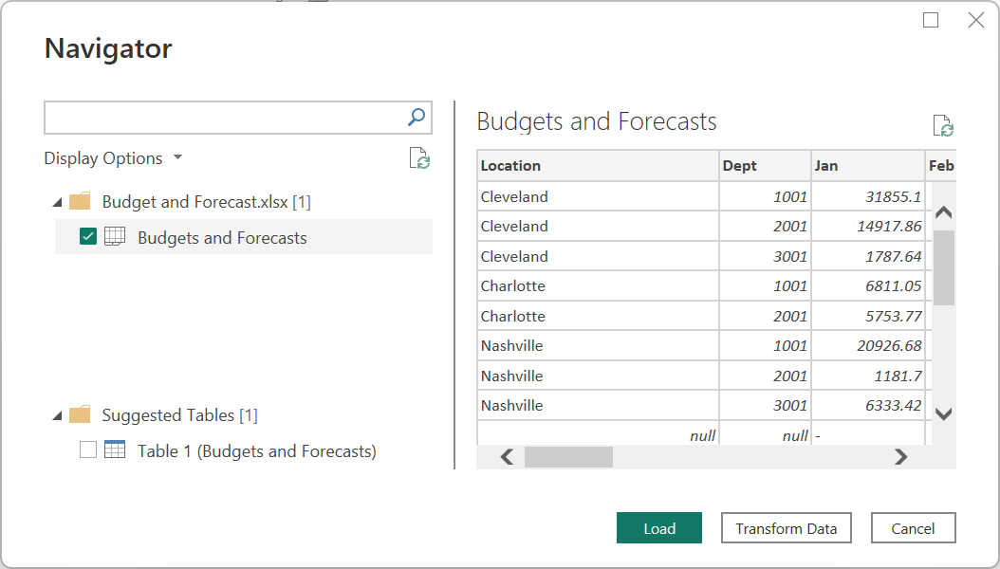 Navigator
Display Options
Budget and Forecast.xlsx [1]
Budgets and Forecasts
Suggested Tables [1]
Table 1 (Budgets and Forecasts)
Budgets and Forecasts
Location Dept Jan Feb
Cleveland 1001 31855.1
Cleveland 2001 14917.86
Cleveland 3001 1787.64
Charlotte 1001 6811.05
Charlotte 2001 5753.77
Nashville 1001 20926.68
Nashville 2001 1181.7
Nashville 3001 6333.42
null null -
Load Transform Data Cancel